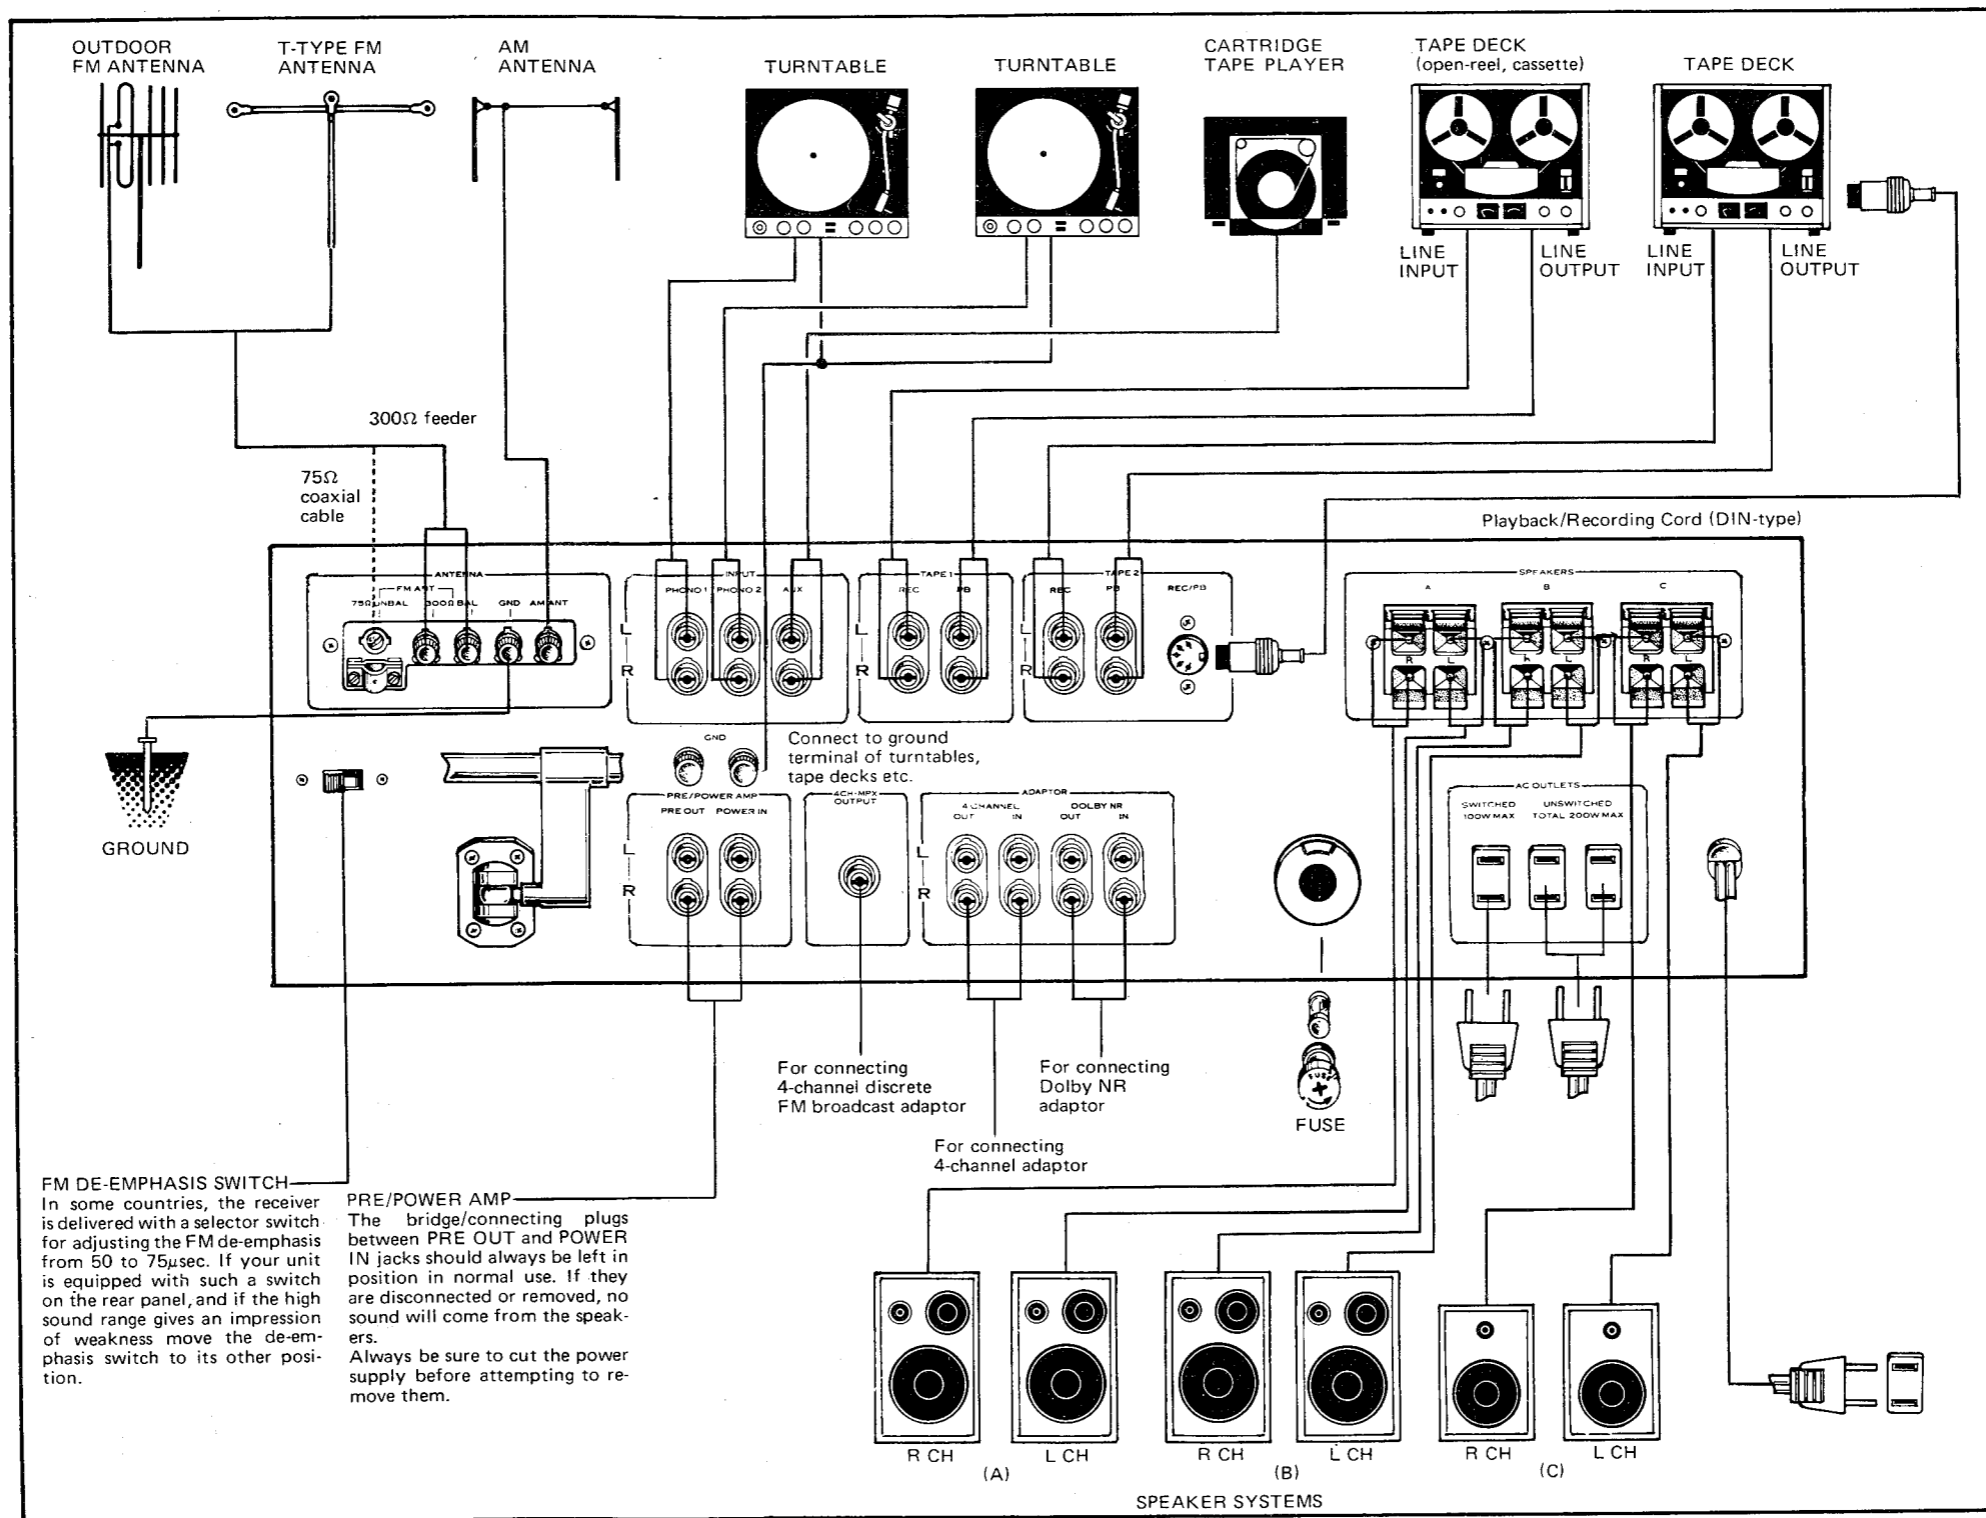 OUTDOOR
FM ANTENNA
T-TYPE FM
ANTENNA
AM
ANTENNA
TURNTABLE
TURNTABLE
CARTRIDGE
TAPE PLAYER
TAPE DECK
(open-reel, cassette)
TAPE DECK
LINE
INPUT
LINE
OUTPUT
LINE
INPUT
LINE
OUTPUT
300Ω feeder
75Ω
coaxial
cable
Playback/Recording Cord (DIN-type)
ANTENNA
FM ANT
75Ω UNBAL
300Ω BAL
GND
AM ANT
INPUT
PHONO 1
PHONO 2
AUX
L
R
TAPE 1
REC
PB
L
R
TAPE 2
REC
PB
REC/PB
L
R
SPEAKERS
A
B
C
R
L
R
L
R
L
GROUND
GND
Connect to ground
terminal of turntables,
tape decks etc.
PRE/POWER AMP
PRE OUT
POWER IN
L
R
4CH-MPX
OUTPUT
ADAPTOR
4 CHANNEL
OUT
IN
DOLBY NR
OUT
IN
L
R
AC OUTLETS
SWITCHED
100W MAX
UNSWITCHED
TOTAL 200W MAX
For connecting
4-channel discrete
FM broadcast adaptor
For connecting
Dolby NR
adaptor
For connecting
4-channel adaptor
FUSE
FUSE
FM DE-EMPHASIS SWITCH
In some countries, the receiver
is delivered with a selector switch
for adjusting the FM de-emphasis
from 50 to 75µsec. If your unit
is equipped with such a switch
on the rear panel, and if the high
sound range gives an impression
of weakness move the de-em-
phasis switch to its other posi-
tion.
PRE/POWER AMP
The bridge/connecting plugs
between PRE OUT and POWER
IN jacks should always be left in
position in normal use. If they
are disconnected or removed, no
sound will come from the speak-
ers.
Always be sure to cut the power
supply before attempting to re-
move them.
R CH
(A)
L CH
R CH
(B)
L CH
R CH
(C)
L CH
SPEAKER SYSTEMS